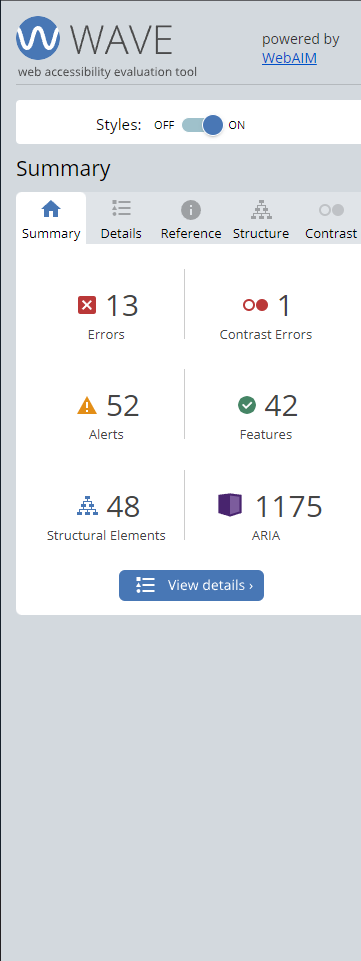 WAVE
web accessibility evaluation tool
powered by
WebAIM
Styles: OFF ON
Summary
Summary Details Reference Structure Contrast
13
Errors
1
Contrast Errors
52
Alerts
42
Features
48
Structural Elements
1175
ARIA
View details ›